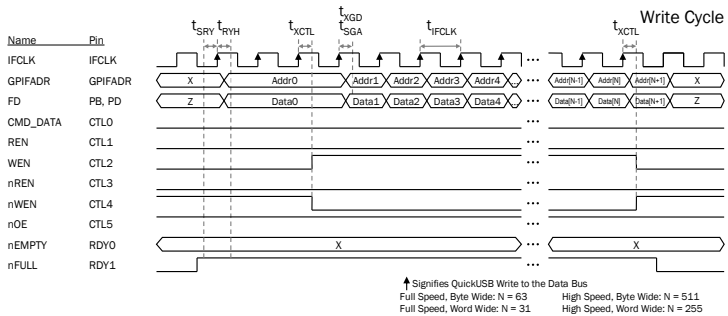 Write Cycle
tSRY tRYH tXCTL tXGD tSGA tIFCLK tXCTL
Name Pin
IFCLK IFCLK ...
GPIFADR GPIFADR X Addr0 Addr1 Addr2 Addr3 Addr4 ... ... Addr[N-1] Addr[N] Addr[N+1] X
FD PB, PD Z Data0 Data1 Data2 Data3 Data4 ... Data[N-1] Data[N] Data[N+1] Z
CMD_DATA CTL0 ...
REN CTL1 ...
WEN CTL2 ...
nREN CTL3 ...
nWEN CTL4 ...
nOE CTL5 ...
nEMPTY RDY0 X ... X
nFULL RDY1 ...
Signifies QuickUSB Write to the Data Bus
Full Speed, Byte Wide: N = 63 High Speed, Byte Wide: N = 511
Full Speed, Word Wide: N = 31 High Speed, Word Wide: N = 255